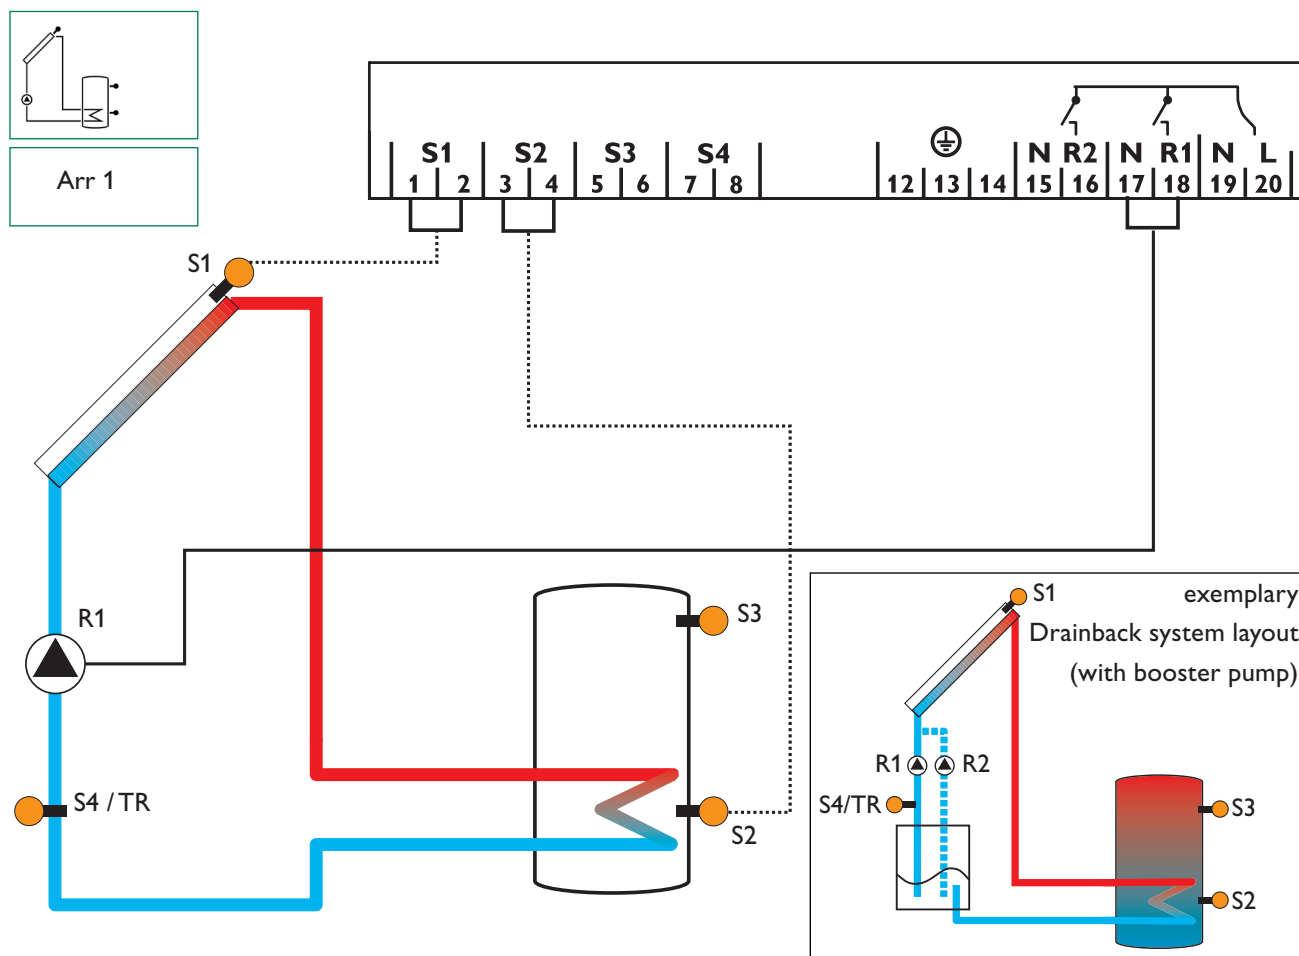 Arr 1
S1 S2 S3 S4 N R2 N R1 N L
1 2 3 4 5 6 7 8 12 13 14 15 16 17 18 19 20
S1
R1
S4 / TR
S3
S2
S1
exemplary
Drainback system layout
(with booster pump)
R1 R2
S4/TR
S3
S2